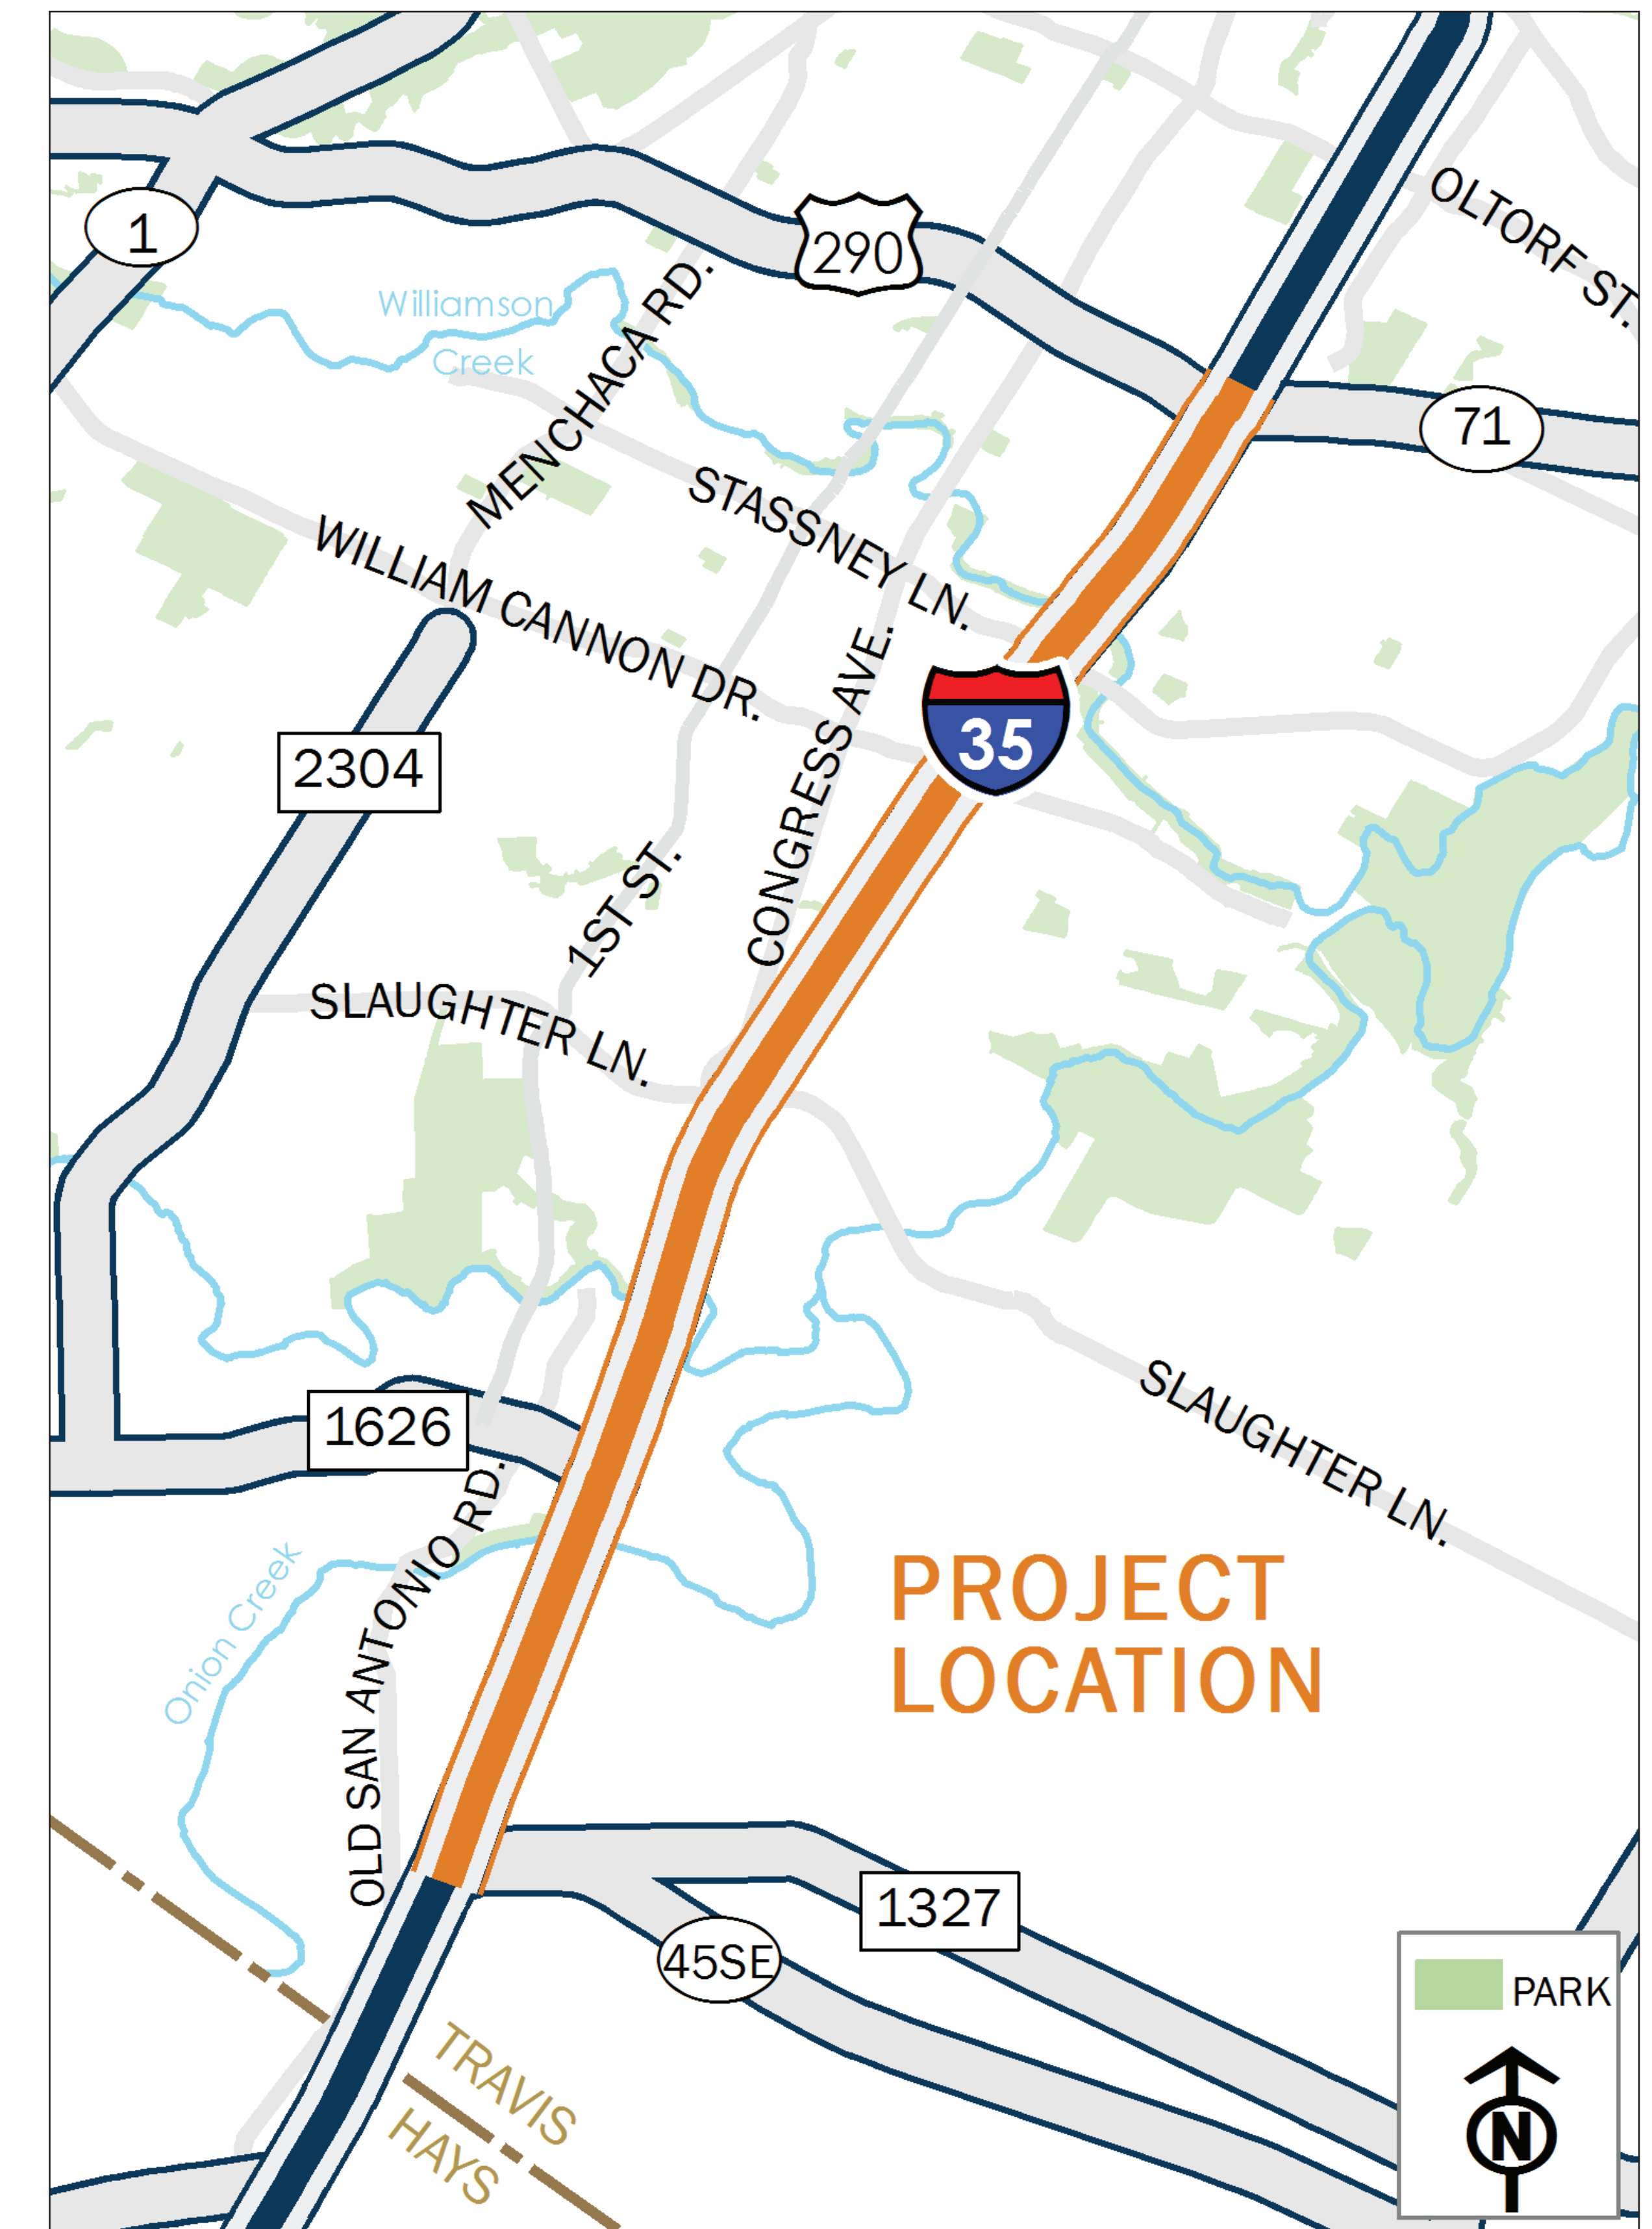 OLTORF ST.
1
290
Williamson
Creek
MENCHACA RD.
71
STASSNEY LN.
WILLIAM CANNON DR.
CONGRESS AVE.
35
2304
1ST ST.
SLAUGHTER LN.
SLAUGHTER LN.
1626
OLD SAN ANTONIO RD.
Onion Creek
PROJECT
LOCATION
1327
45SE
PARK
TRAVIS
HAYS
N